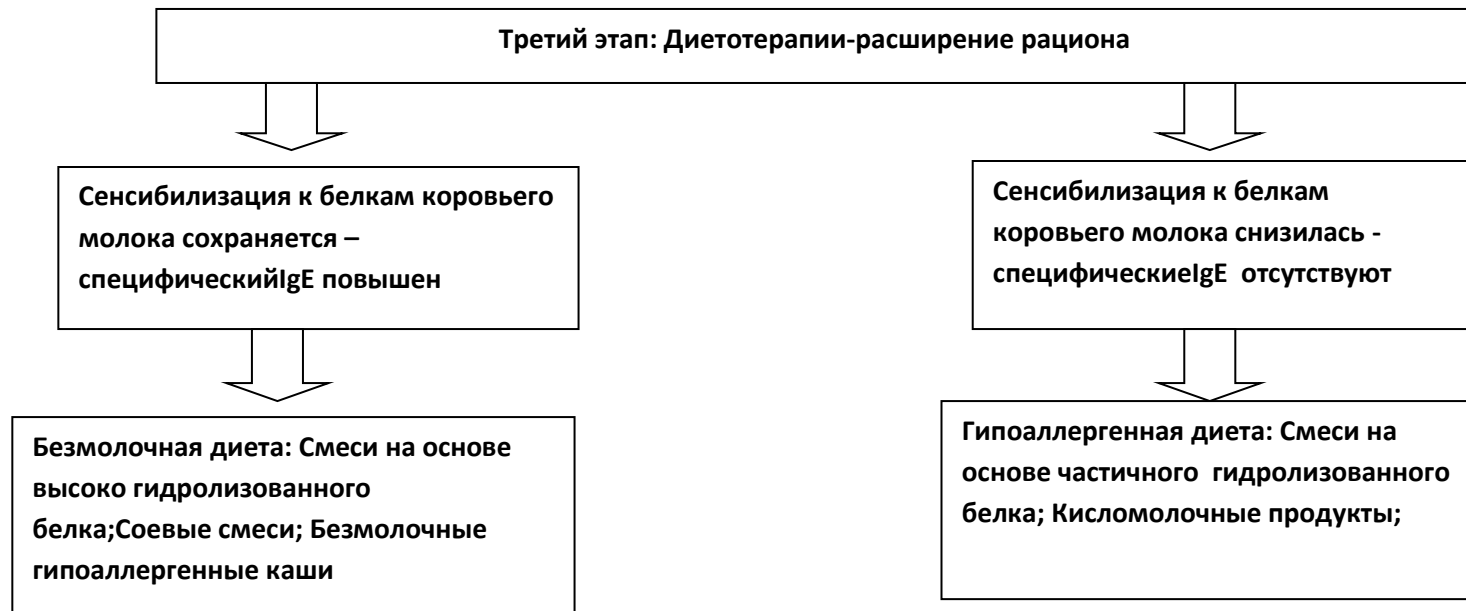 Третий этап: Диетотерапии-расширение рациона
Сенсибилизация к белкам коровьего
молока сохраняется –
специфическийIgE повышен
Сенсибилизация к белкам
коровьего молока снизилась -
специфическиеIgE отсутствуют
Безмолочная диета: Смеси на основе
высоко гидролизованного
белка;Соевые смеси; Безмолочные
гипоаллергенные каши
Гипоаллергенная диета: Смеси на
основе частичного гидролизованного
белка; Кисломолочные продукты;